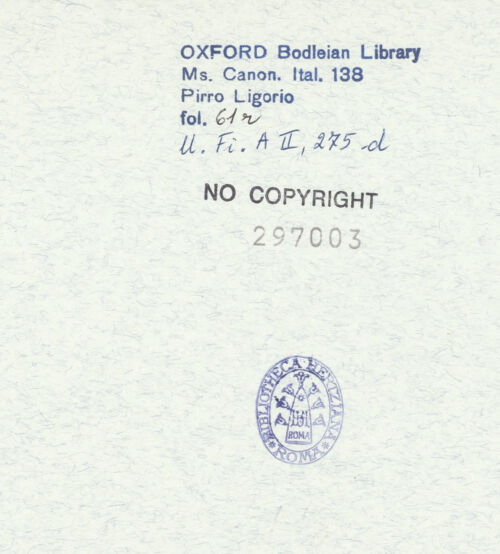 OXFORD Bodleian Library
Ms. Canon. Ital. 138
Pirro Ligorio
fol. 61r
U. Fi. A II, 275-d
NO COPYRIGHT
297003
BIBLIOTHECA HERTZIANA
ROMA
ROMA